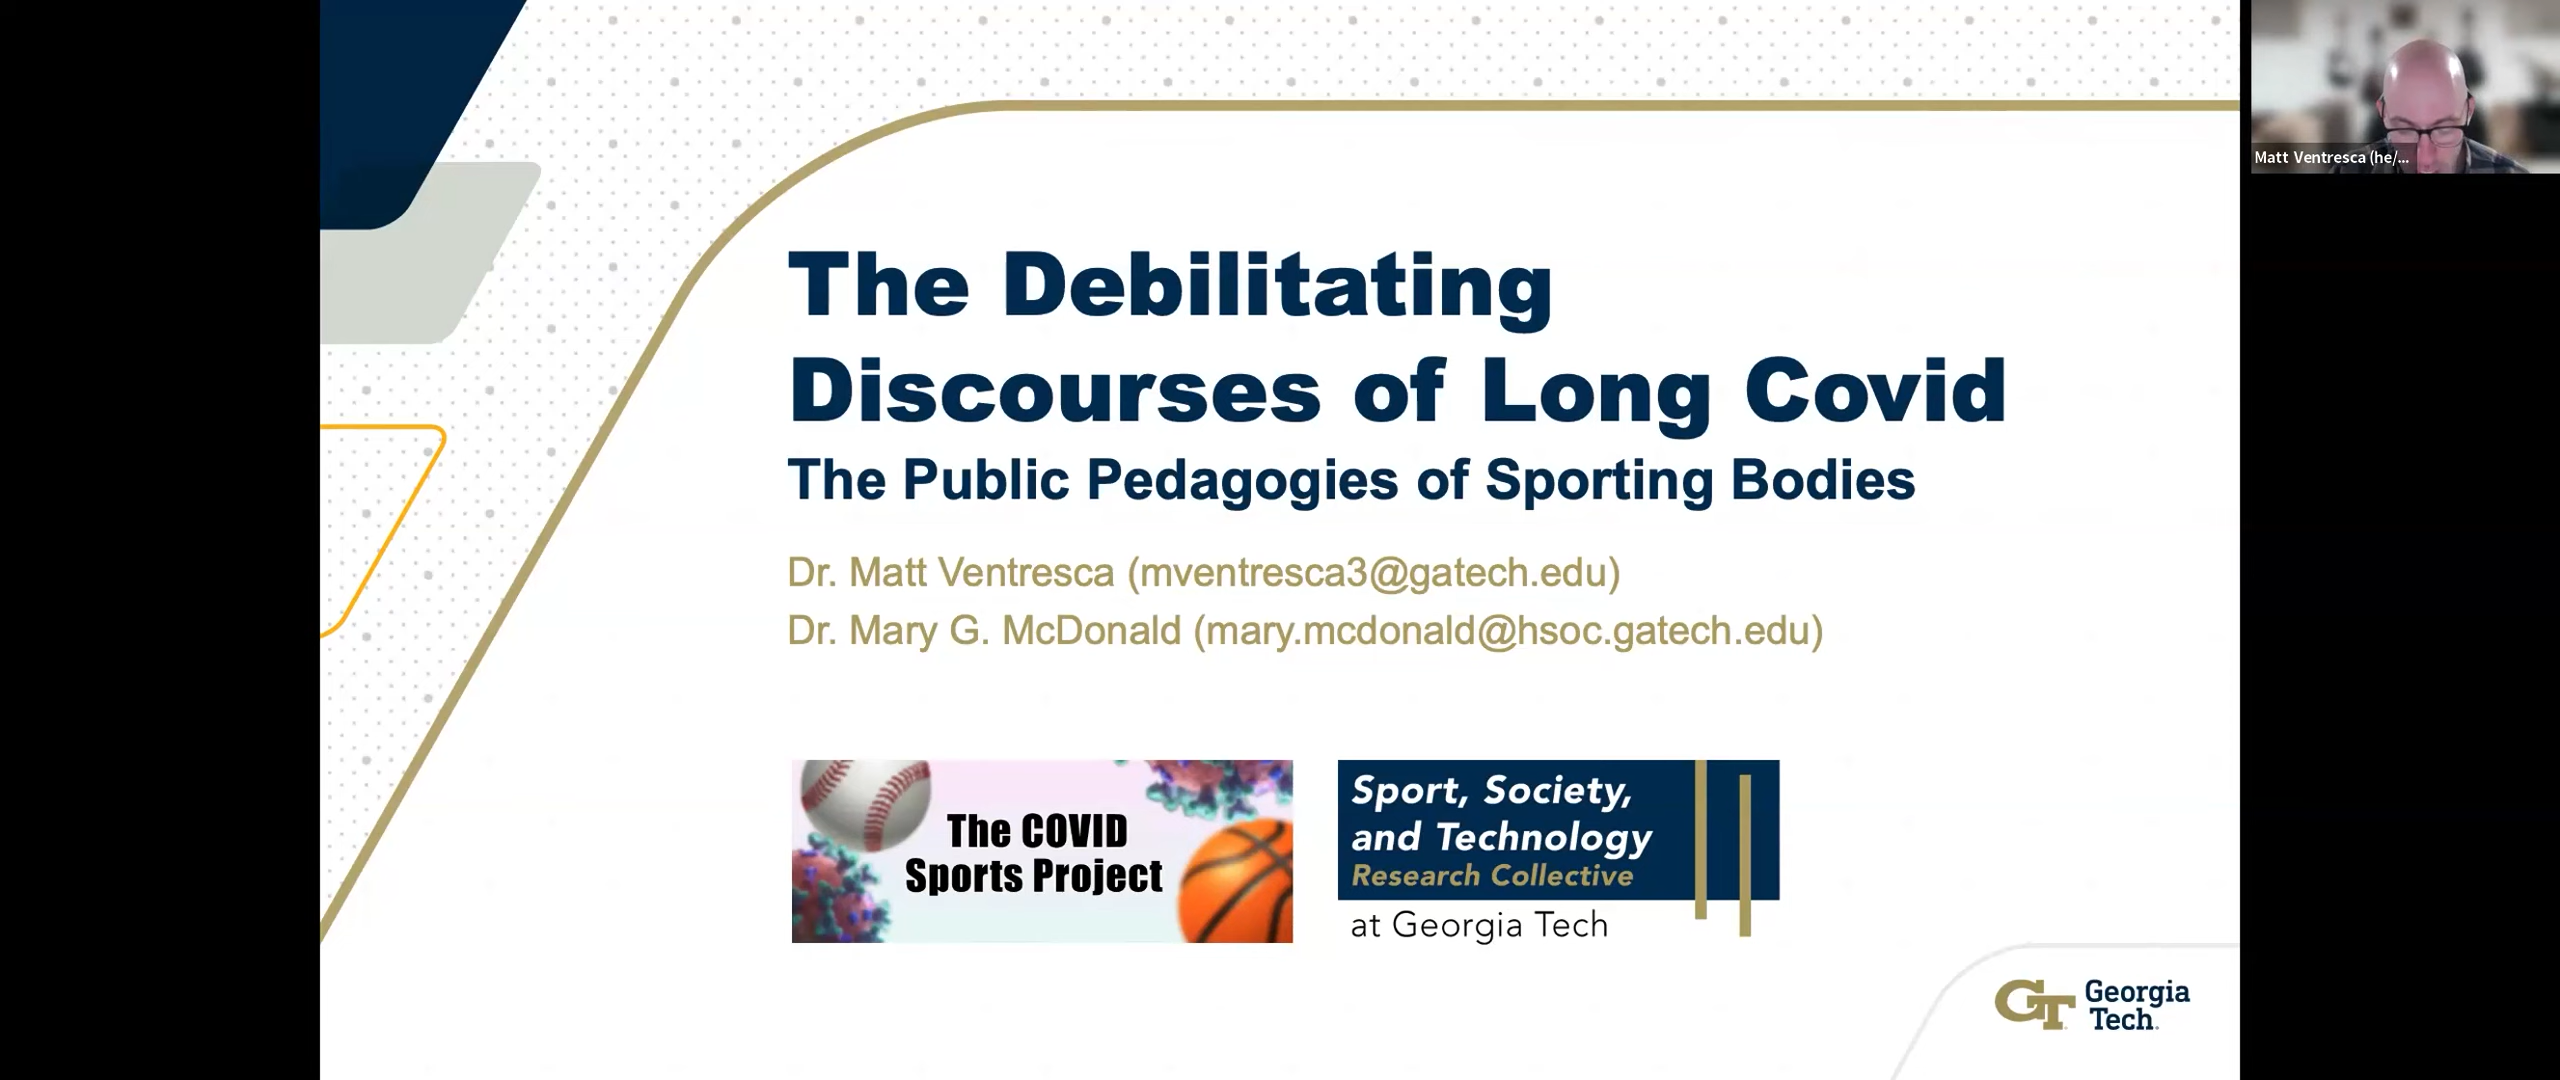 The Debilitating
Discourses of Long Covid
The Public Pedagogies of Sporting Bodies
Dr. Matt Ventresca (mventresca3@gatech.edu)
Dr. Mary G. McDonald (mary.mcdonald@hsoc.gatech.edu)
The COVID
Sports Project
Sport, Society,
and Technology
Research Collective
at Georgia Tech
GT Georgia
Tech
Matt Ventresca (he/...